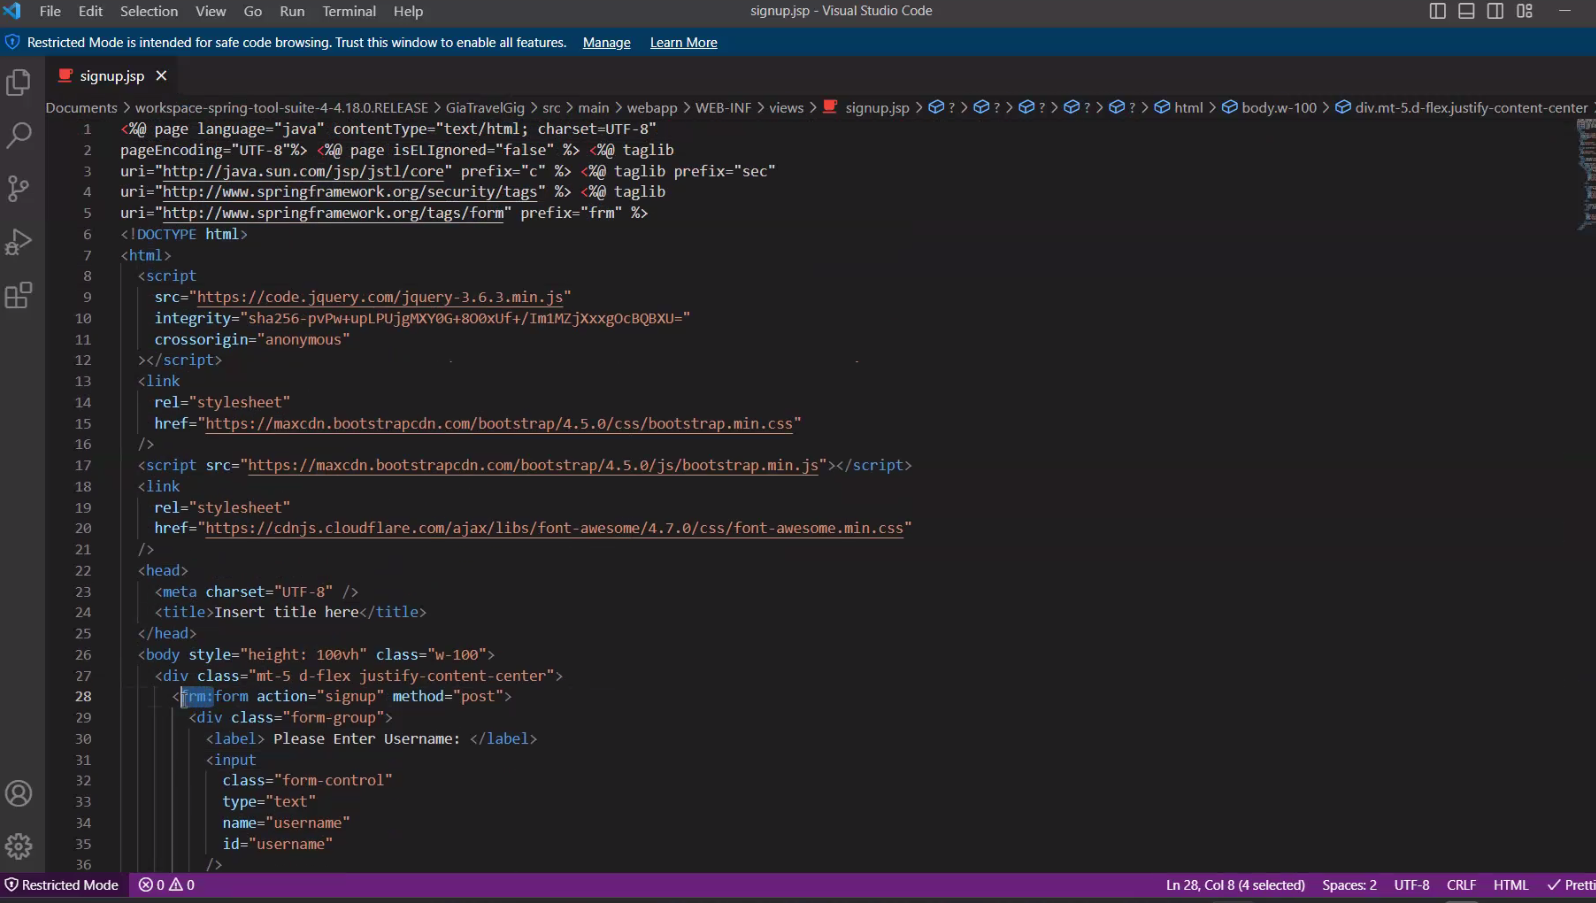 File Edit Selection View Go Run Terminal Help signup.jsp - Visual Studio Code
Restricted Mode is intended for safe code browsing. Trust this window to enable all features. Manage Learn More
signup.jsp
Documents > workspace-spring-tool-suite-4-4.18.0.RELEASE > GiaTravelGig > src > main > webapp > WEB-INF > views > signup.jsp > ? > ? > ? > ? > ? > html > body.w-100 > div.mt-5.d-flex.justify-content-center >
1 <%@ page language="java" contentType="text/html; charset=UTF-8"
2 pageEncoding="UTF-8"%> <%@ page isELIgnored="false" %> <%@ taglib
3 uri="http://java.sun.com/jsp/jstl/core" prefix="c" %> <%@ taglib prefix="sec"
4 uri="http://www.springframework.org/security/tags" %> <%@ taglib
5 uri="http://www.springframework.org/tags/form" prefix="frm" %>
6 <!DOCTYPE html>
7 <html>
8 <script
9 src="https://code.jquery.com/jquery-3.6.3.min.js"
10 integrity="sha256-pvPw+upLPUjgMXY0G+8O0xUf+/Im1MZjXxxgOcBQBXU="
11 crossorigin="anonymous"
12 ></script>
13 <link
14 rel="stylesheet"
15 href="https://maxcdn.bootstrapcdn.com/bootstrap/4.5.0/css/bootstrap.min.css"
16 />
17 <script src="https://maxcdn.bootstrapcdn.com/bootstrap/4.5.0/js/bootstrap.min.js"></script>
18 <link
19 rel="stylesheet"
20 href="https://cdnjs.cloudflare.com/ajax/libs/font-awesome/4.7.0/css/font-awesome.min.css"
21 />
22 <head>
23 <meta charset="UTF-8" />
24 <title>Insert title here</title>
25 </head>
26 <body style="height: 100vh" class="w-100">
27 <div class="mt-5 d-flex justify-content-center">
28 <frm:form action="signup" method="post">
29 <div class="form-group">
30 <label> Please Enter Username: </label>
31 <input
32 class="form-control"
33 type="text"
34 name="username"
35 id="username"
36 />
Restricted Mode 0 0 Ln 28, Col 8 (4 selected) Spaces: 2 UTF-8 CRLF HTML Pretti